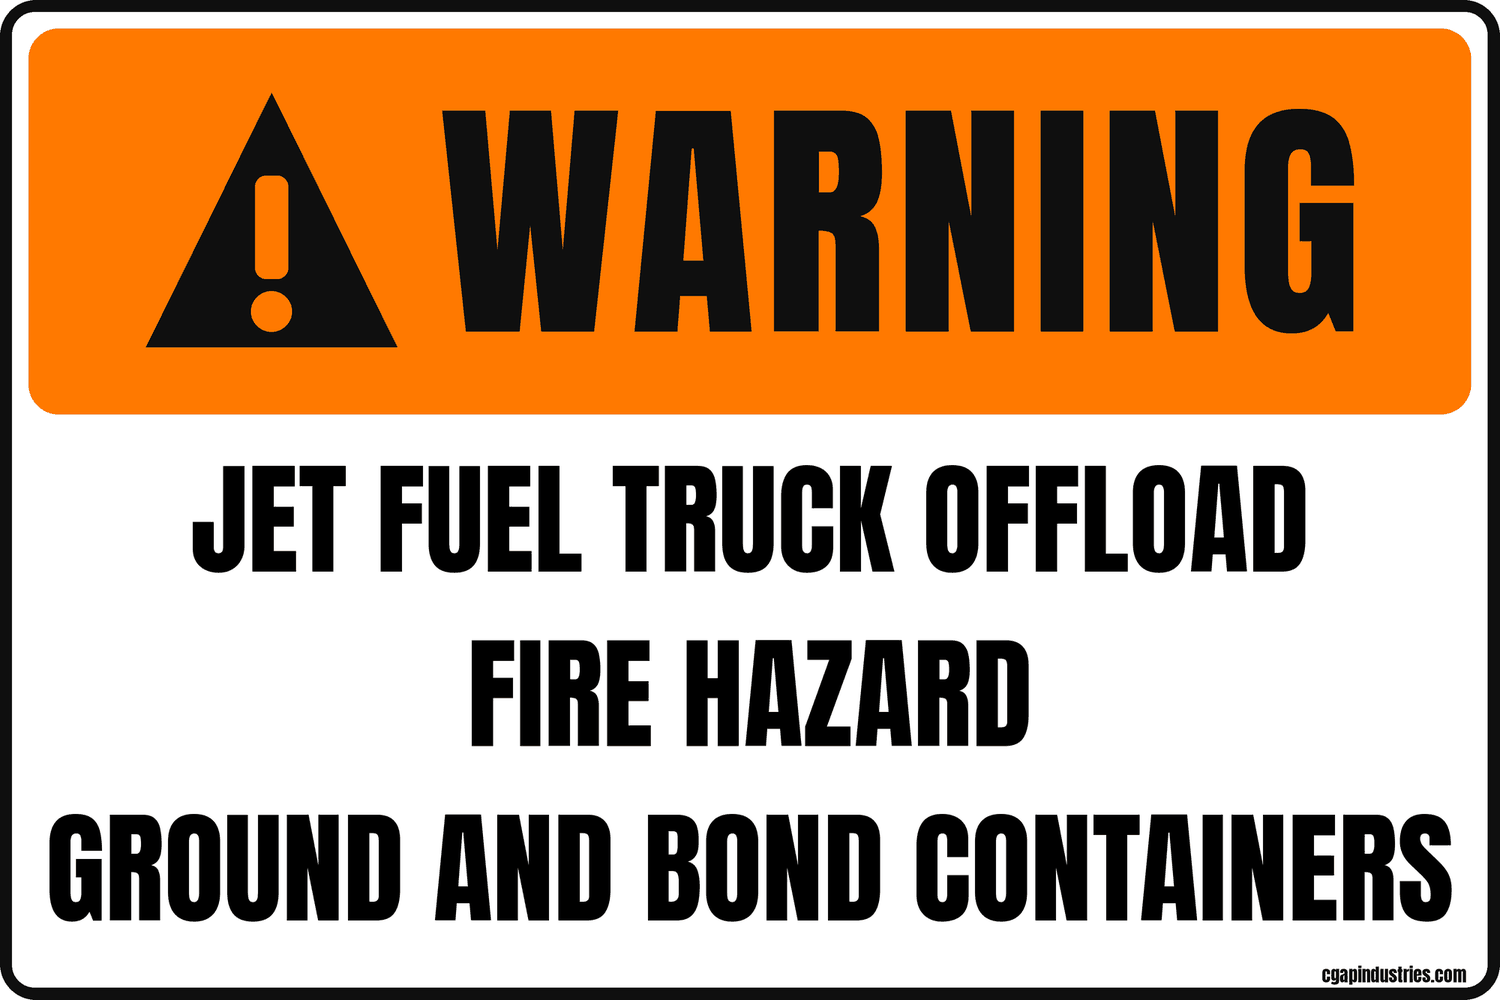 WARNING
JET FUEL TRUCK OFFLOAD
FIRE HAZARD
GROUND AND BOND CONTAINERS
cgapindustries.com